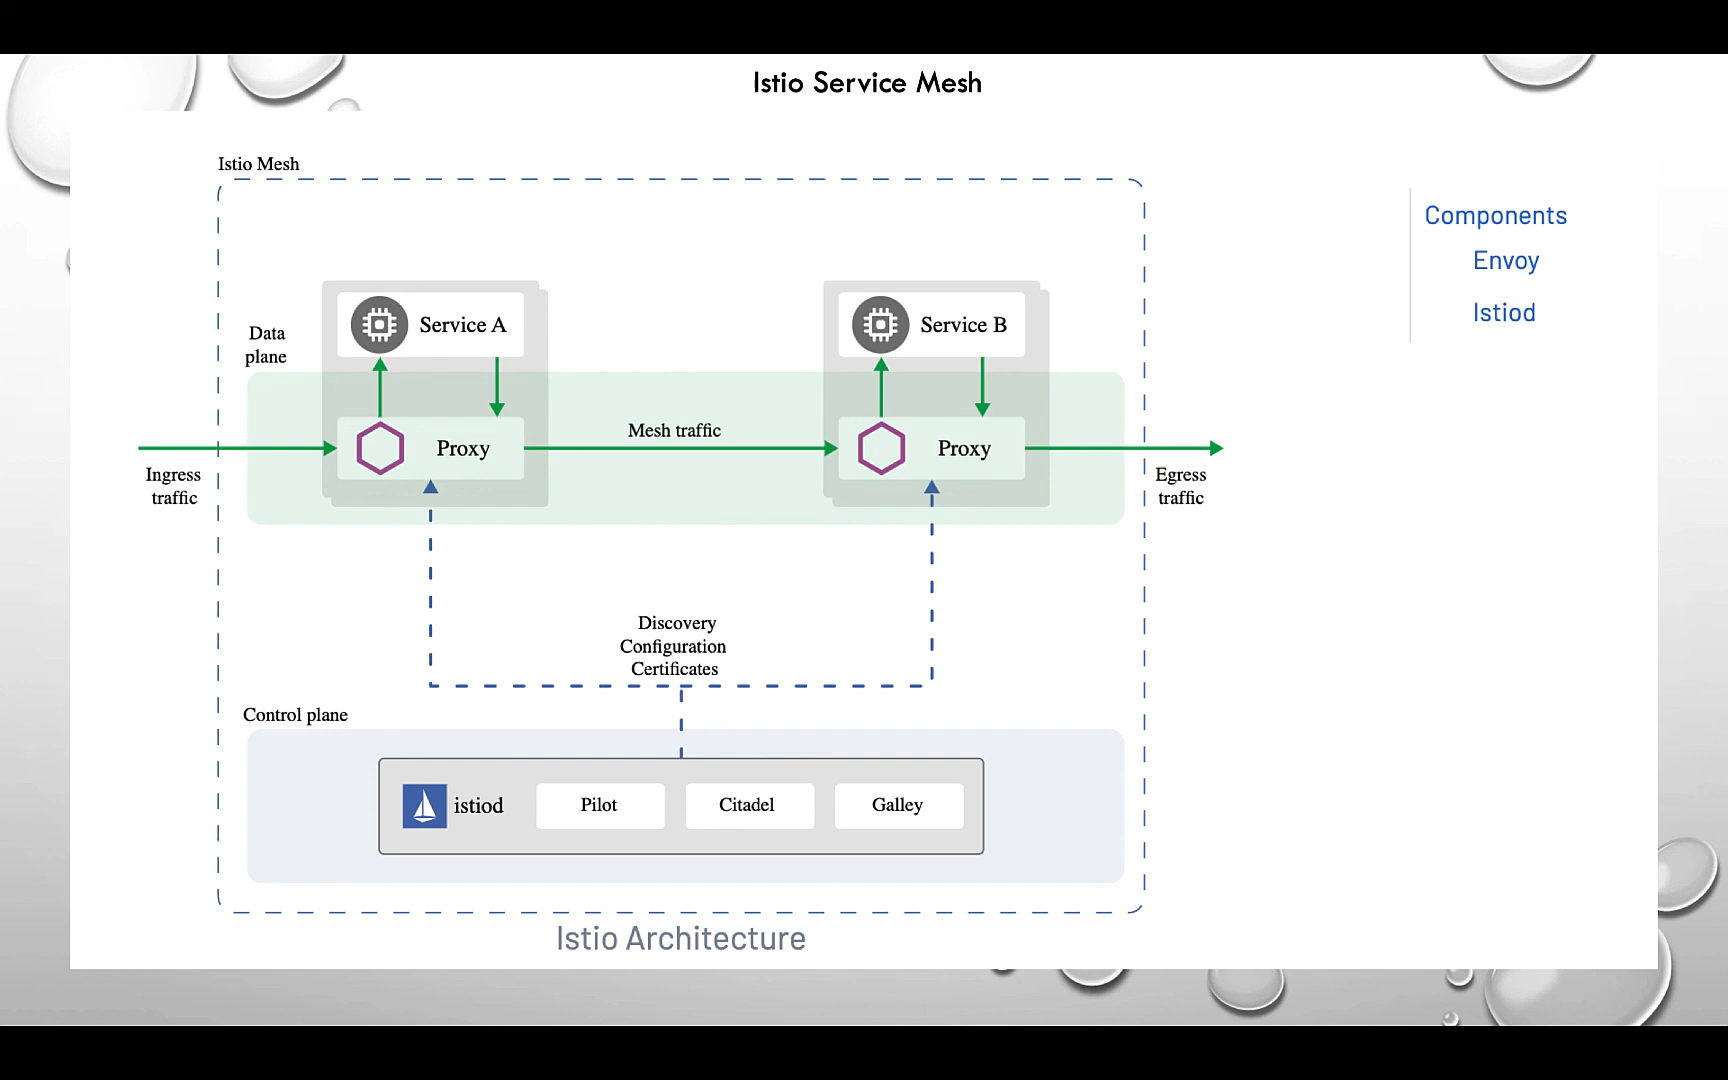 Istio Service Mesh
Istio Mesh
Components
Envoy
Istiod
Data
plane
Service A
Service B
Proxy
Mesh traffic
Proxy
Ingress
traffic
Egress
traffic
Discovery
Configuration
Certificates
Control plane
istiod
Pilot
Citadel
Galley
Istio Architecture